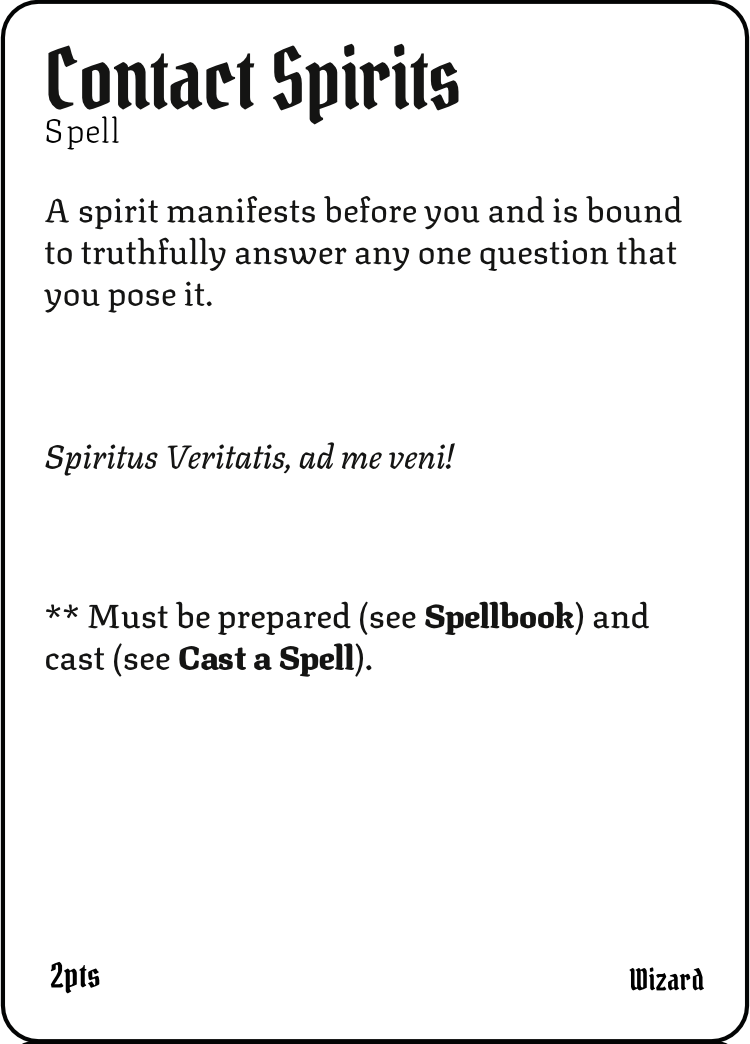 Contact Spirits
Spell
A spirit manifests before you and is bound
to truthfully answer any one question that
you pose it.
Spiritus Veritatis, ad me veni!
** Must be prepared (see Spellbook) and
cast (see Cast a Spell).
2pts
Wizard